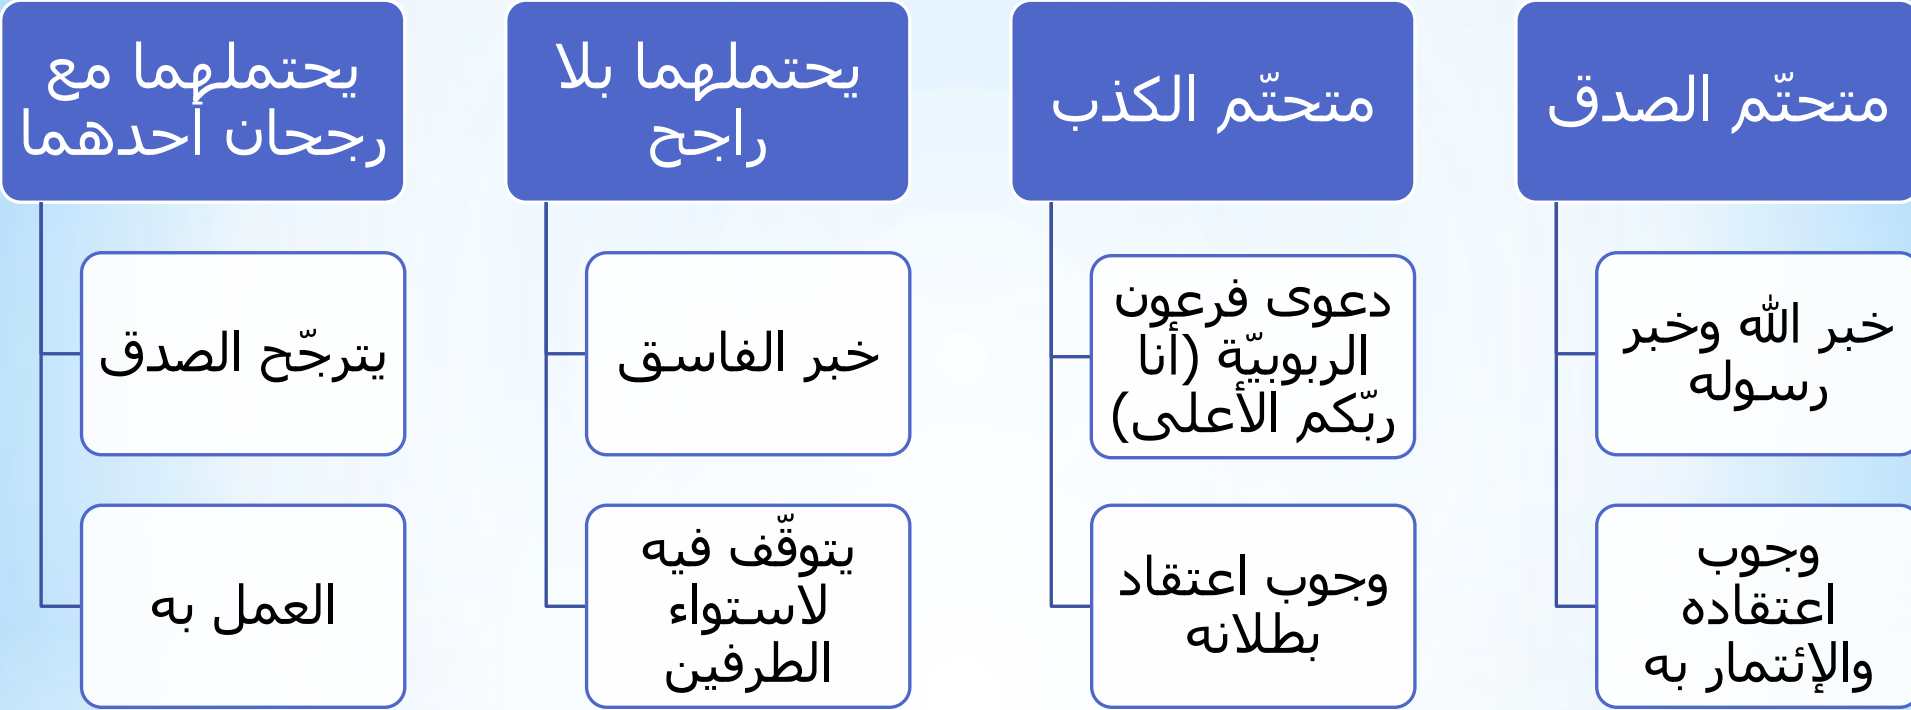 متحتّم الصدق
خبر الله وخبر
رسوله
وجوب
اعتقاده
والإئتمار به
متحتّم الكذب
دعوى فرعون
الربوبيّة (أنا
ربّكم الأعلى)
وجوب اعتقاد
بطلانه
يحتملهما بلا
راجح
خبر الفاسق
يتوقّف فيه
لاستواء
الطرفين
يحتملهما مع
رجحان أحدهما
يترجّح الصدق
العمل به